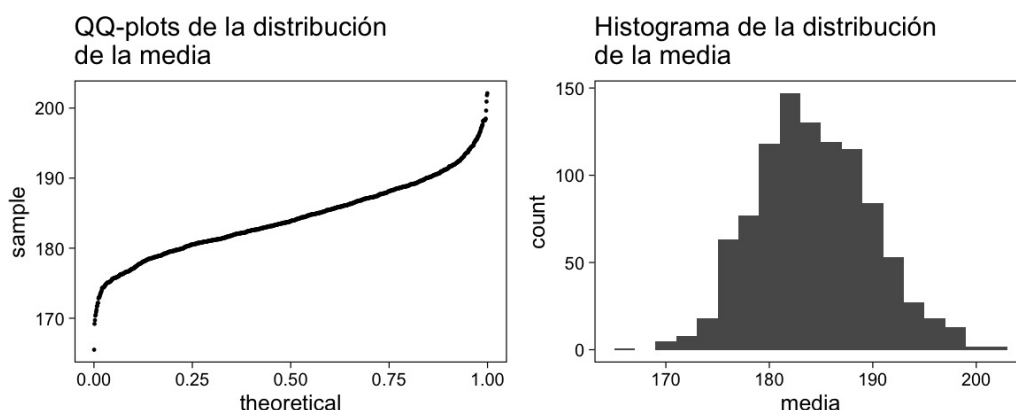 QQ-plots de la distribución
de la media
200
190
180
170
sample
0.00 0.25 0.50 0.75 1.00
theoretical
Histograma de la distribución
de la media
150
100
50
0
count
170 180 190 200
media